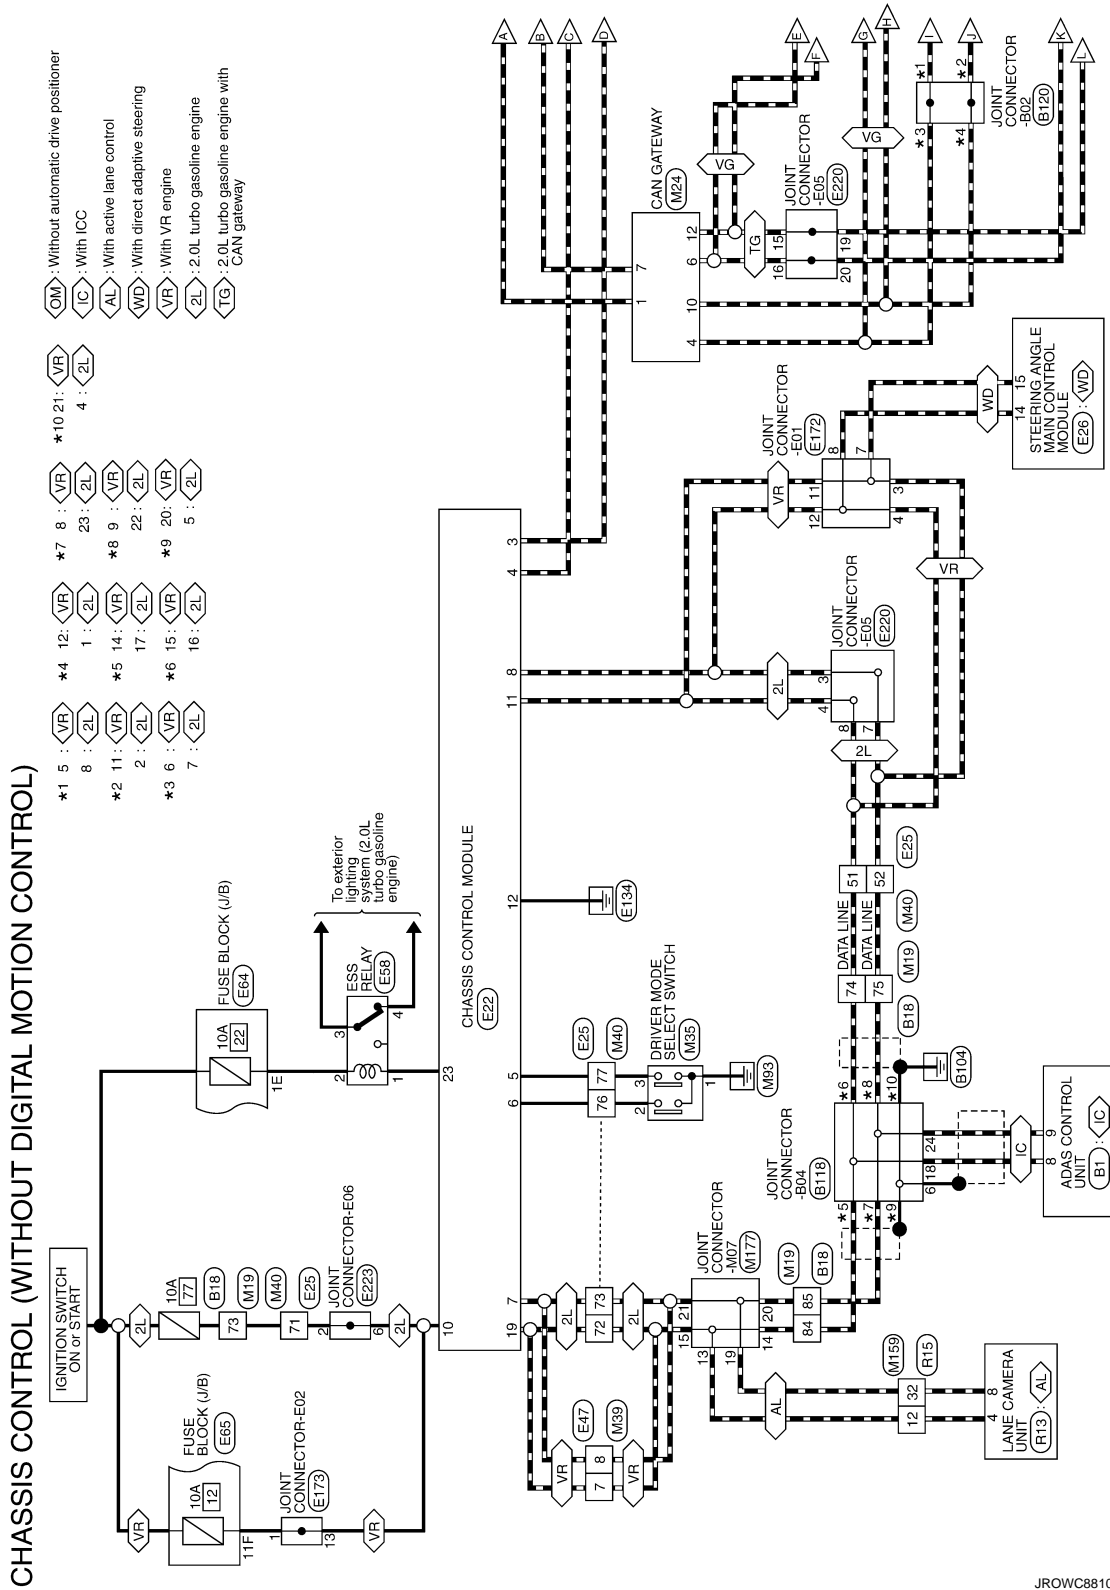 CHASSIS CONTROL (WITHOUT DIGITAL MOTION CONTROL)
IGNITION SWITCH
ON or START
★1 5 : VR
8 : 2L
★2 11 : VR
2 : 2L
★3 6 : VR
7 : 2L
★4 12: VR
1 : 2L
★5 14: VR
17: 2L
★6 15: VR
16: 2L
★7 8 : VR
23: 2L
★8 9 : VR
22: 2L
★9 20: VR
5 : 2L
★10 21: VR
4 : 2L
OM : Without automatic drive positioner
IC : With ICC
AL : With active lane control
WD : With direct adaptive steering
VR : With VR engine
2L : 2.0L turbo gasoline engine
TG : 2.0L turbo gasoline engine with
CAN gateway
VR
FUSE
BLOCK (J/B)
E65
10A
12
11F
1
JOINT
CONNECTOR-E02
E173
13
VR
2L
10A
77
B18
73
M19
M40
71
E25
2
JOINT
CONNECTOR-E06
E223
6
2L
10
FUSE BLOCK (J/B)
E64
10A
22
1E
2
3
ESS
RELAY
E58
1
4
To exterior
lighting
system (2.0L
turbo gasoline
engine)
23
CHASSIS CONTROL MODULE
E22
19
7
6
5
12
11
8
4
3
E134
VR
E47
7
8
M39
VR
2L
72
73
2L
E25
76
77
M40
2
3
DRIVER MODE
SELECT SWITCH
M35
1
M93
15
21
JOINT
CONNECTOR
-M07
M177
13
19
14
20
M19
84
85
B18
AL
M159
12
32
R15
4
8
LANE CAMERA
UNIT
R13 : AL
JOINT
CONNECTOR
-B04
B118
★5
★7
★9
★6
★8
★10
6
18
24
B104
IC
8
9
ADAS CONTROL
UNIT
B1 : IC
B18
74
75
M19
DATA LINE
DATA LINE
M40
51
52
E25
2L
8
7
4
3
JOINT
CONNECTOR
-E05
E220
2L
VR
VR
12
11
JOINT
CONNECTOR
-E01
E172
8
7
4
3
WD
14
15
STEERING ANGLE
MAIN CONTROL
MODULE
E26 : WD
CAN GATEWAY
M24
1
7
4
10
6
12
VG
TG
16
15
JOINT
CONNECTOR
-E05
E220
20
19
VG
★3
★1
★4
★2
JOINT
CONNECTOR
-B02
B120
A
B
C
D
E
F
G
H
I
J
K
L
JRWOC8810